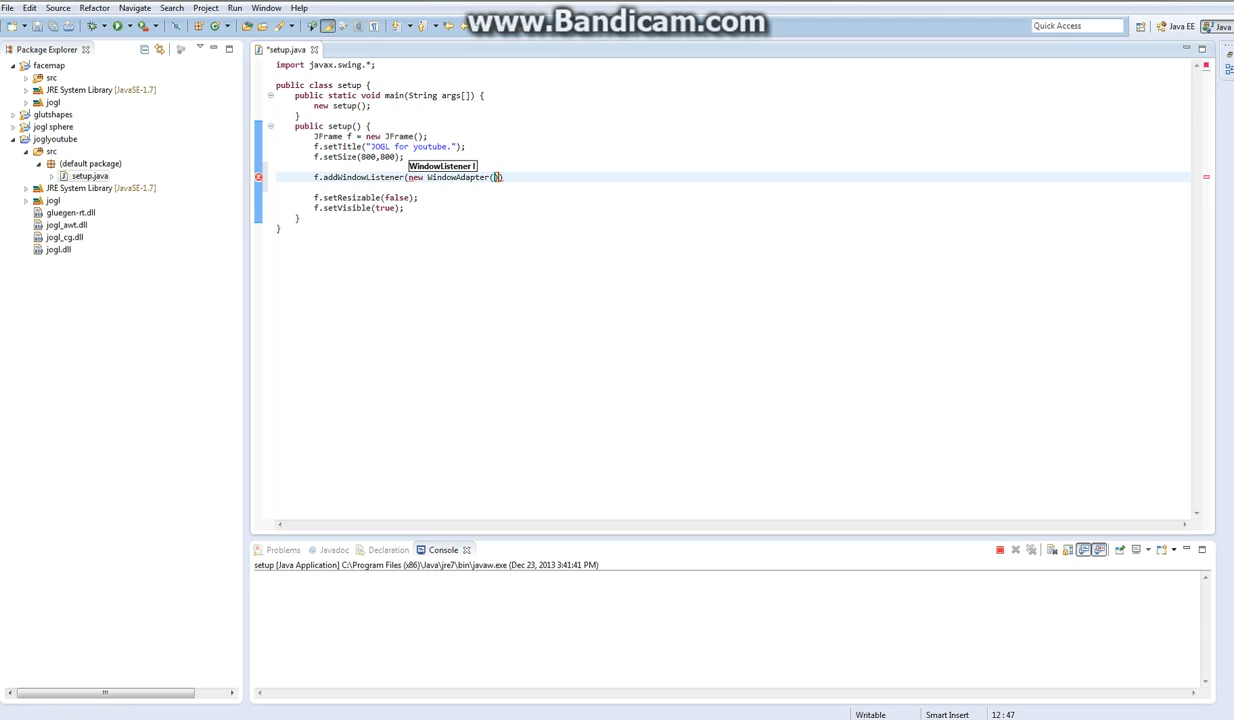 www.Bandicam.com
File Edit Source Refactor Navigate Search Project Run Window Help
Quick Access
Java EE
Java
Package Explorer
facemap
src
JRE System Library [JavaSE-1.7]
jogl
glutshapes
jogl sphere
joglyoutube
src
(default package)
setup.java
JRE System Library [JavaSE-1.7]
jogl
gluegen-rt.dll
jogl_awt.dll
jogl_cg.dll
jogl.dll
*setup.java
import javax.swing.*;
public class setup {
public static void main(String args[]) {
new setup();
}
public setup() {
JFrame f = new JFrame();
f.setTitle("JOGL for youtube.");
f.setSize(800,800);
WindowListener l
f.addWindowListener(new WindowAdapter())
f.setResizable(false);
f.setVisible(true);
}
}
Problems Javadoc Declaration Console
setup [Java Application] C:\Program Files (x86)\Java\jre7\bin\javaw.exe (Dec 23, 2013 3:41:41 PM)
Writable Smart Insert 12 : 47